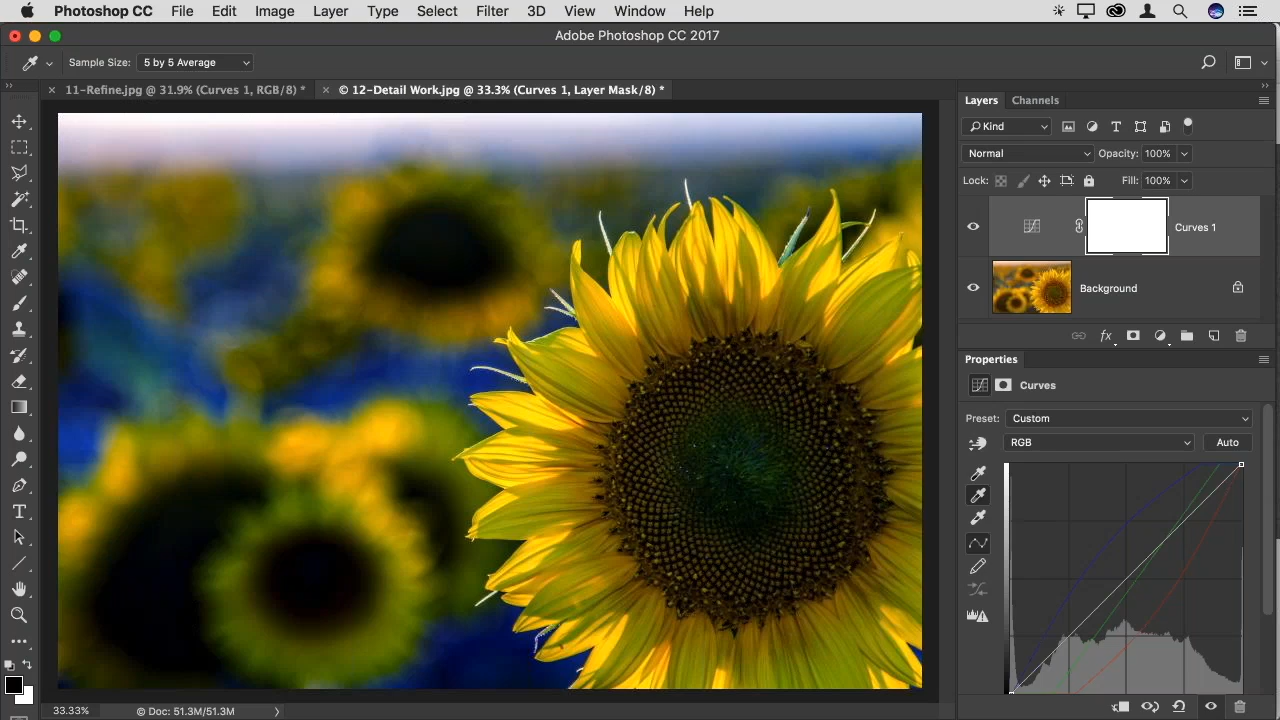 Photoshop CC File Edit Image Layer Type Select Filter 3D View Window Help
Adobe Photoshop CC 2017
Sample Size: 5 by 5 Average
11-Refine.jpg @ 31.9% (Curves 1, RGB/8) *
© 12-Detail Work.jpg @ 33.3% (Curves 1, Layer Mask/8) *
Layers Channels
Kind
Normal Opacity: 100%
Lock: Fill: 100%
Curves 1
Background
fx
Properties
Curves
Preset: Custom
RGB Auto
33.33% Doc: 51.3M/51.3M